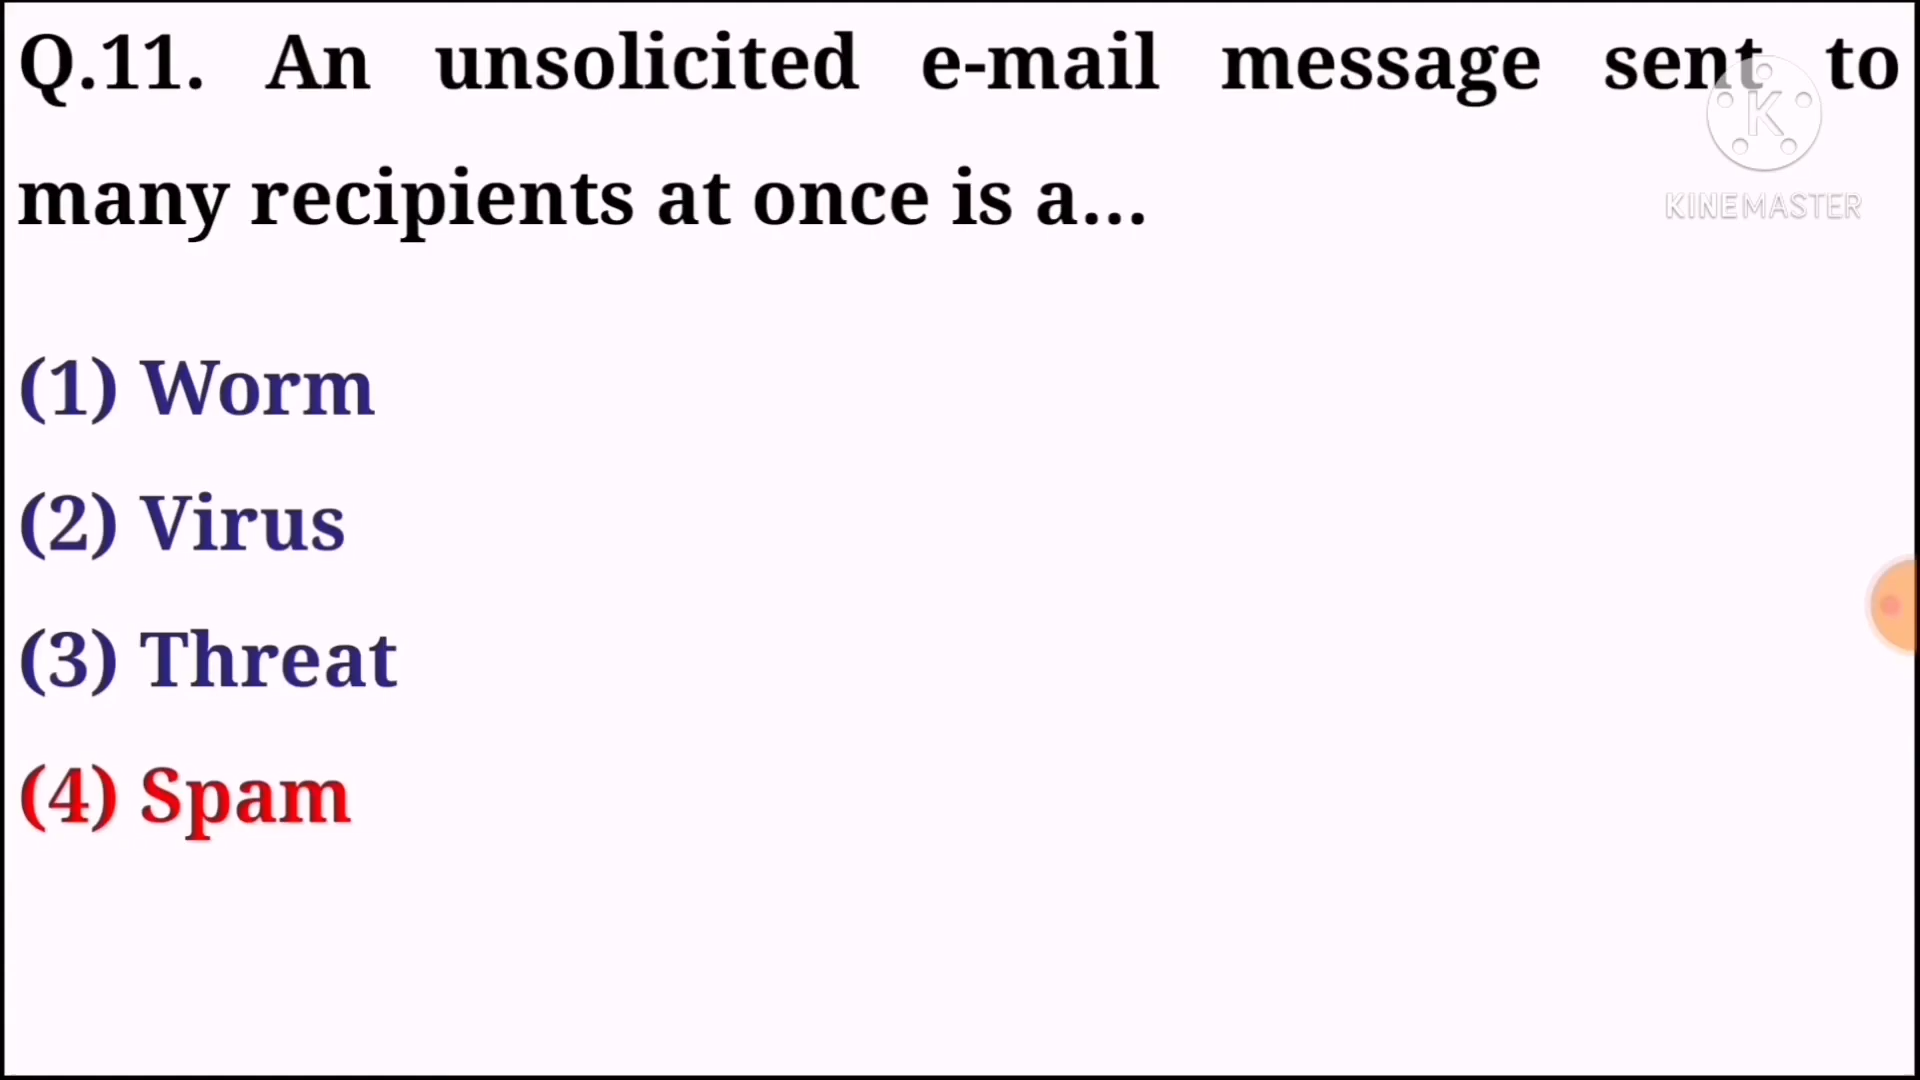 Q.11. An unsolicited e-mail message sent to
many recipients at once is a...
K
KINEMASTER
(1) Worm
(2) Virus
(3) Threat
(4) Spam